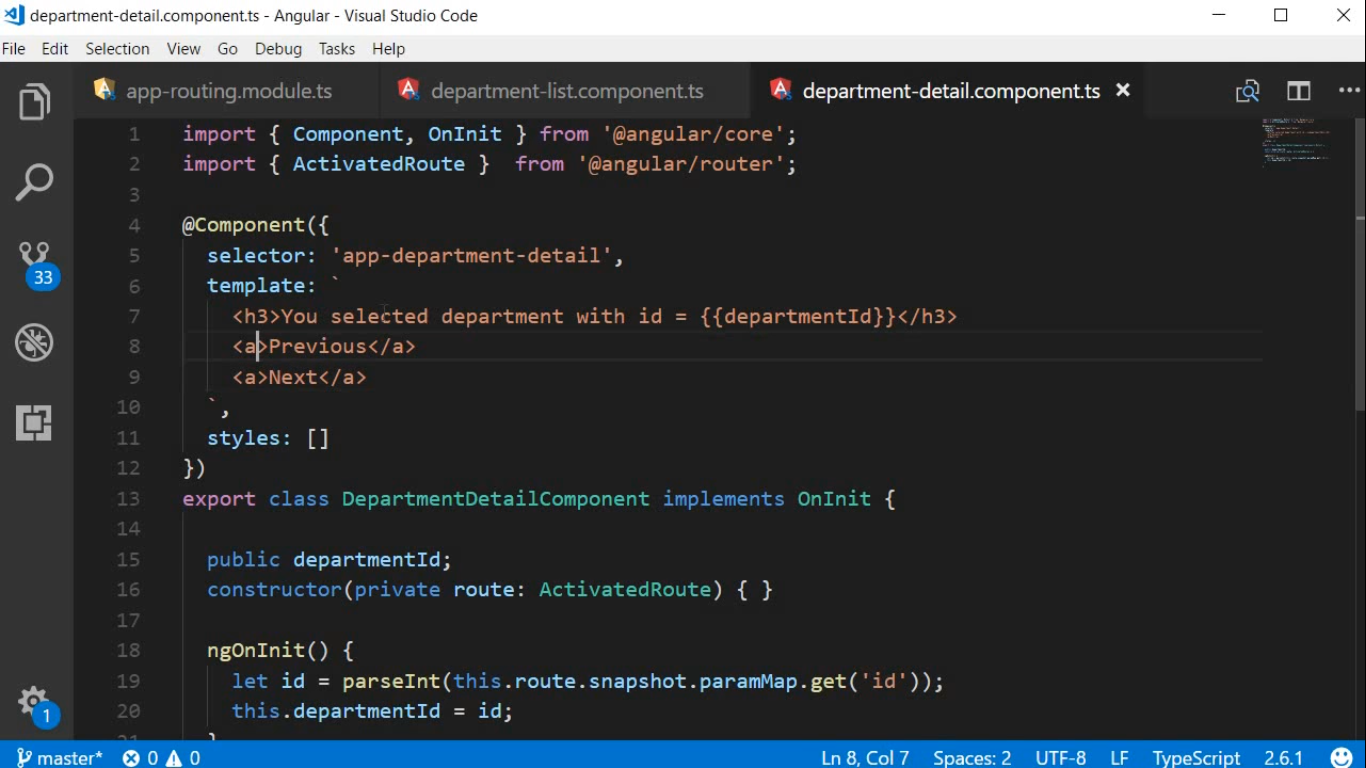 department-detail.component.ts - Angular - Visual Studio Code
File Edit Selection View Go Debug Tasks Help
app-routing.module.ts department-list.component.ts department-detail.component.ts
1 import { Component, OnInit } from '@angular/core';
2 import { ActivatedRoute }  from '@angular/router';
3
4 @Component({
5   selector: 'app-department-detail',
6   template: `
7     <h3>You selected department with id = {{departmentId}}</h3>
8     <a>Previous</a>
9     <a>Next</a>
10   `,
11   styles: []
12 })
13 export class DepartmentDetailComponent implements OnInit {
14
15   public departmentId;
16   constructor(private route: ActivatedRoute) { }
17
18   ngOnInit() {
19     let id = parseInt(this.route.snapshot.paramMap.get('id'));
20     this.departmentId = id;
33
1
master* 0 0 Ln 8, Col 7 Spaces: 2 UTF-8 LF TypeScript 2.6.1